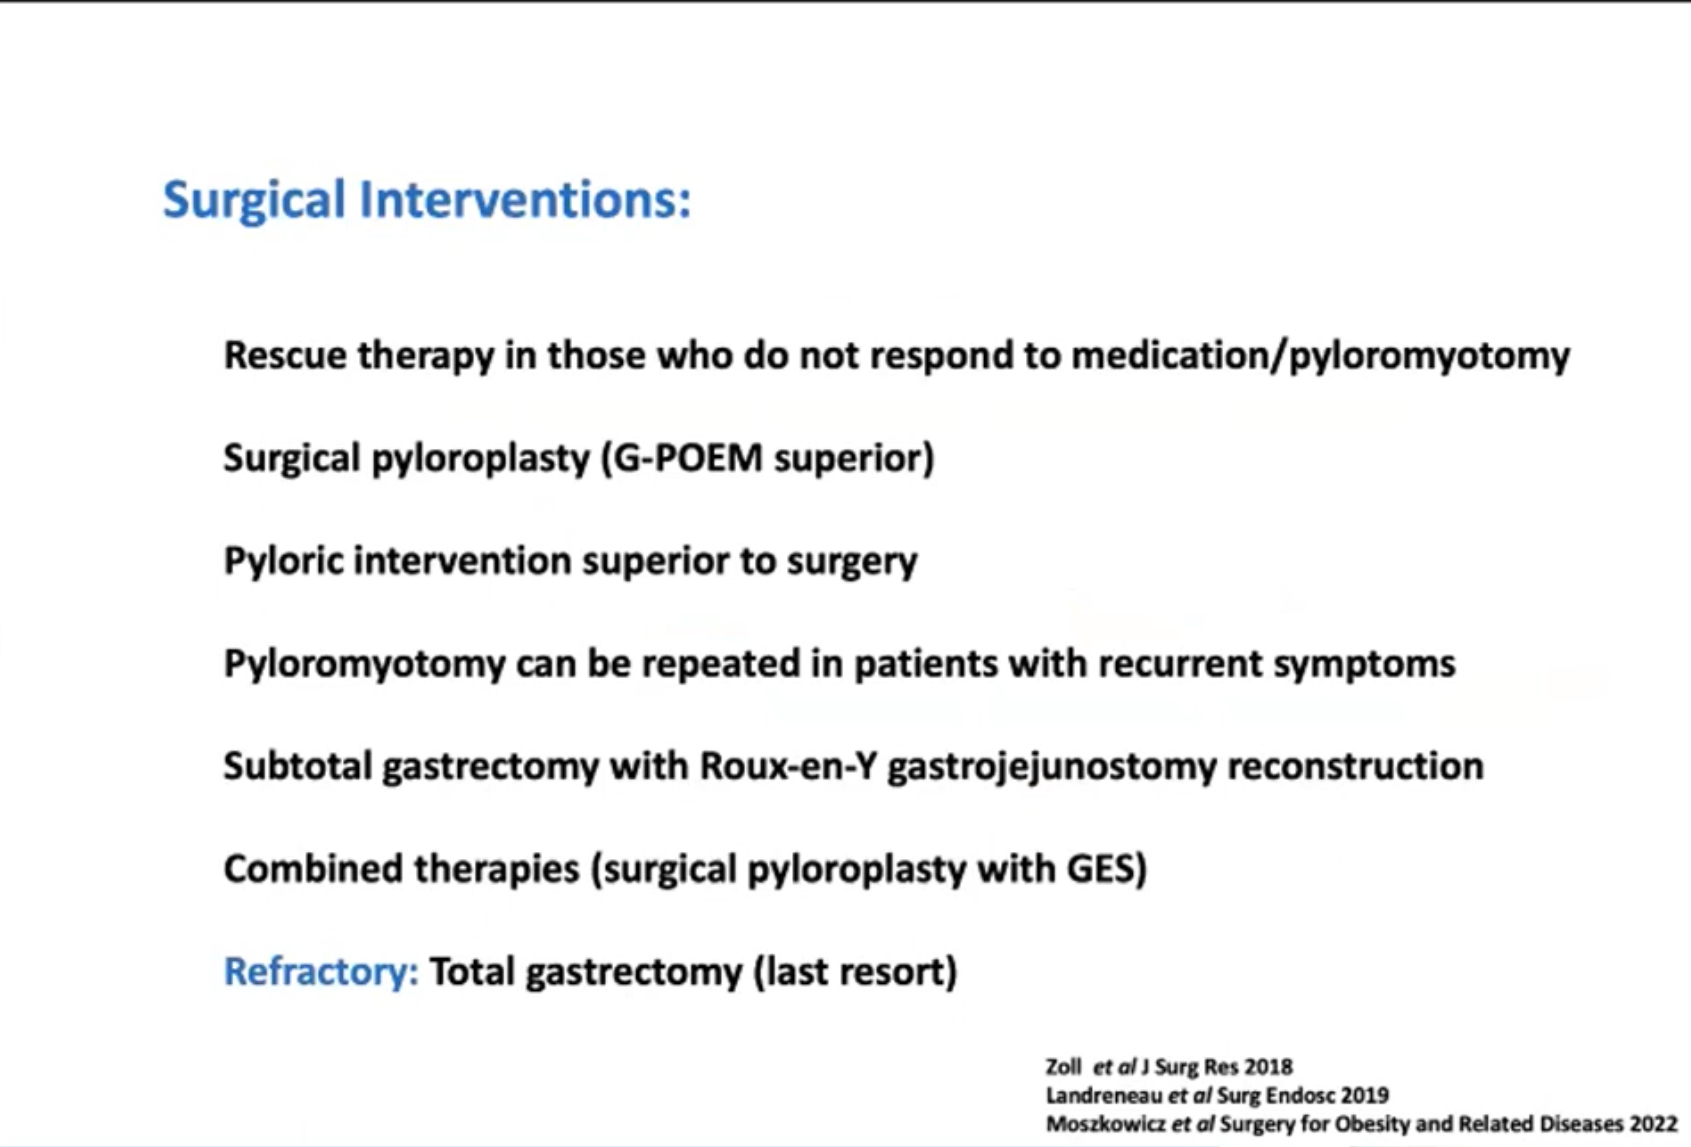 Surgical Interventions:
Rescue therapy in those who do not respond to medication/pyloromyotomy
Surgical pyloroplasty (G-POEM superior)
Pyloric intervention superior to surgery
Pyloromyotomy can be repeated in patients with recurrent symptoms
Subtotal gastrectomy with Roux-en-Y gastrojejunostomy reconstruction
Combined therapies (surgical pyloroplasty with GES)
Refractory: Total gastrectomy (last resort)
Zoll et al J Surg Res 2018
Landreneau et al Surg Endosc 2019
Moszkowicz et al Surgery for Obesity and Related Diseases 2022